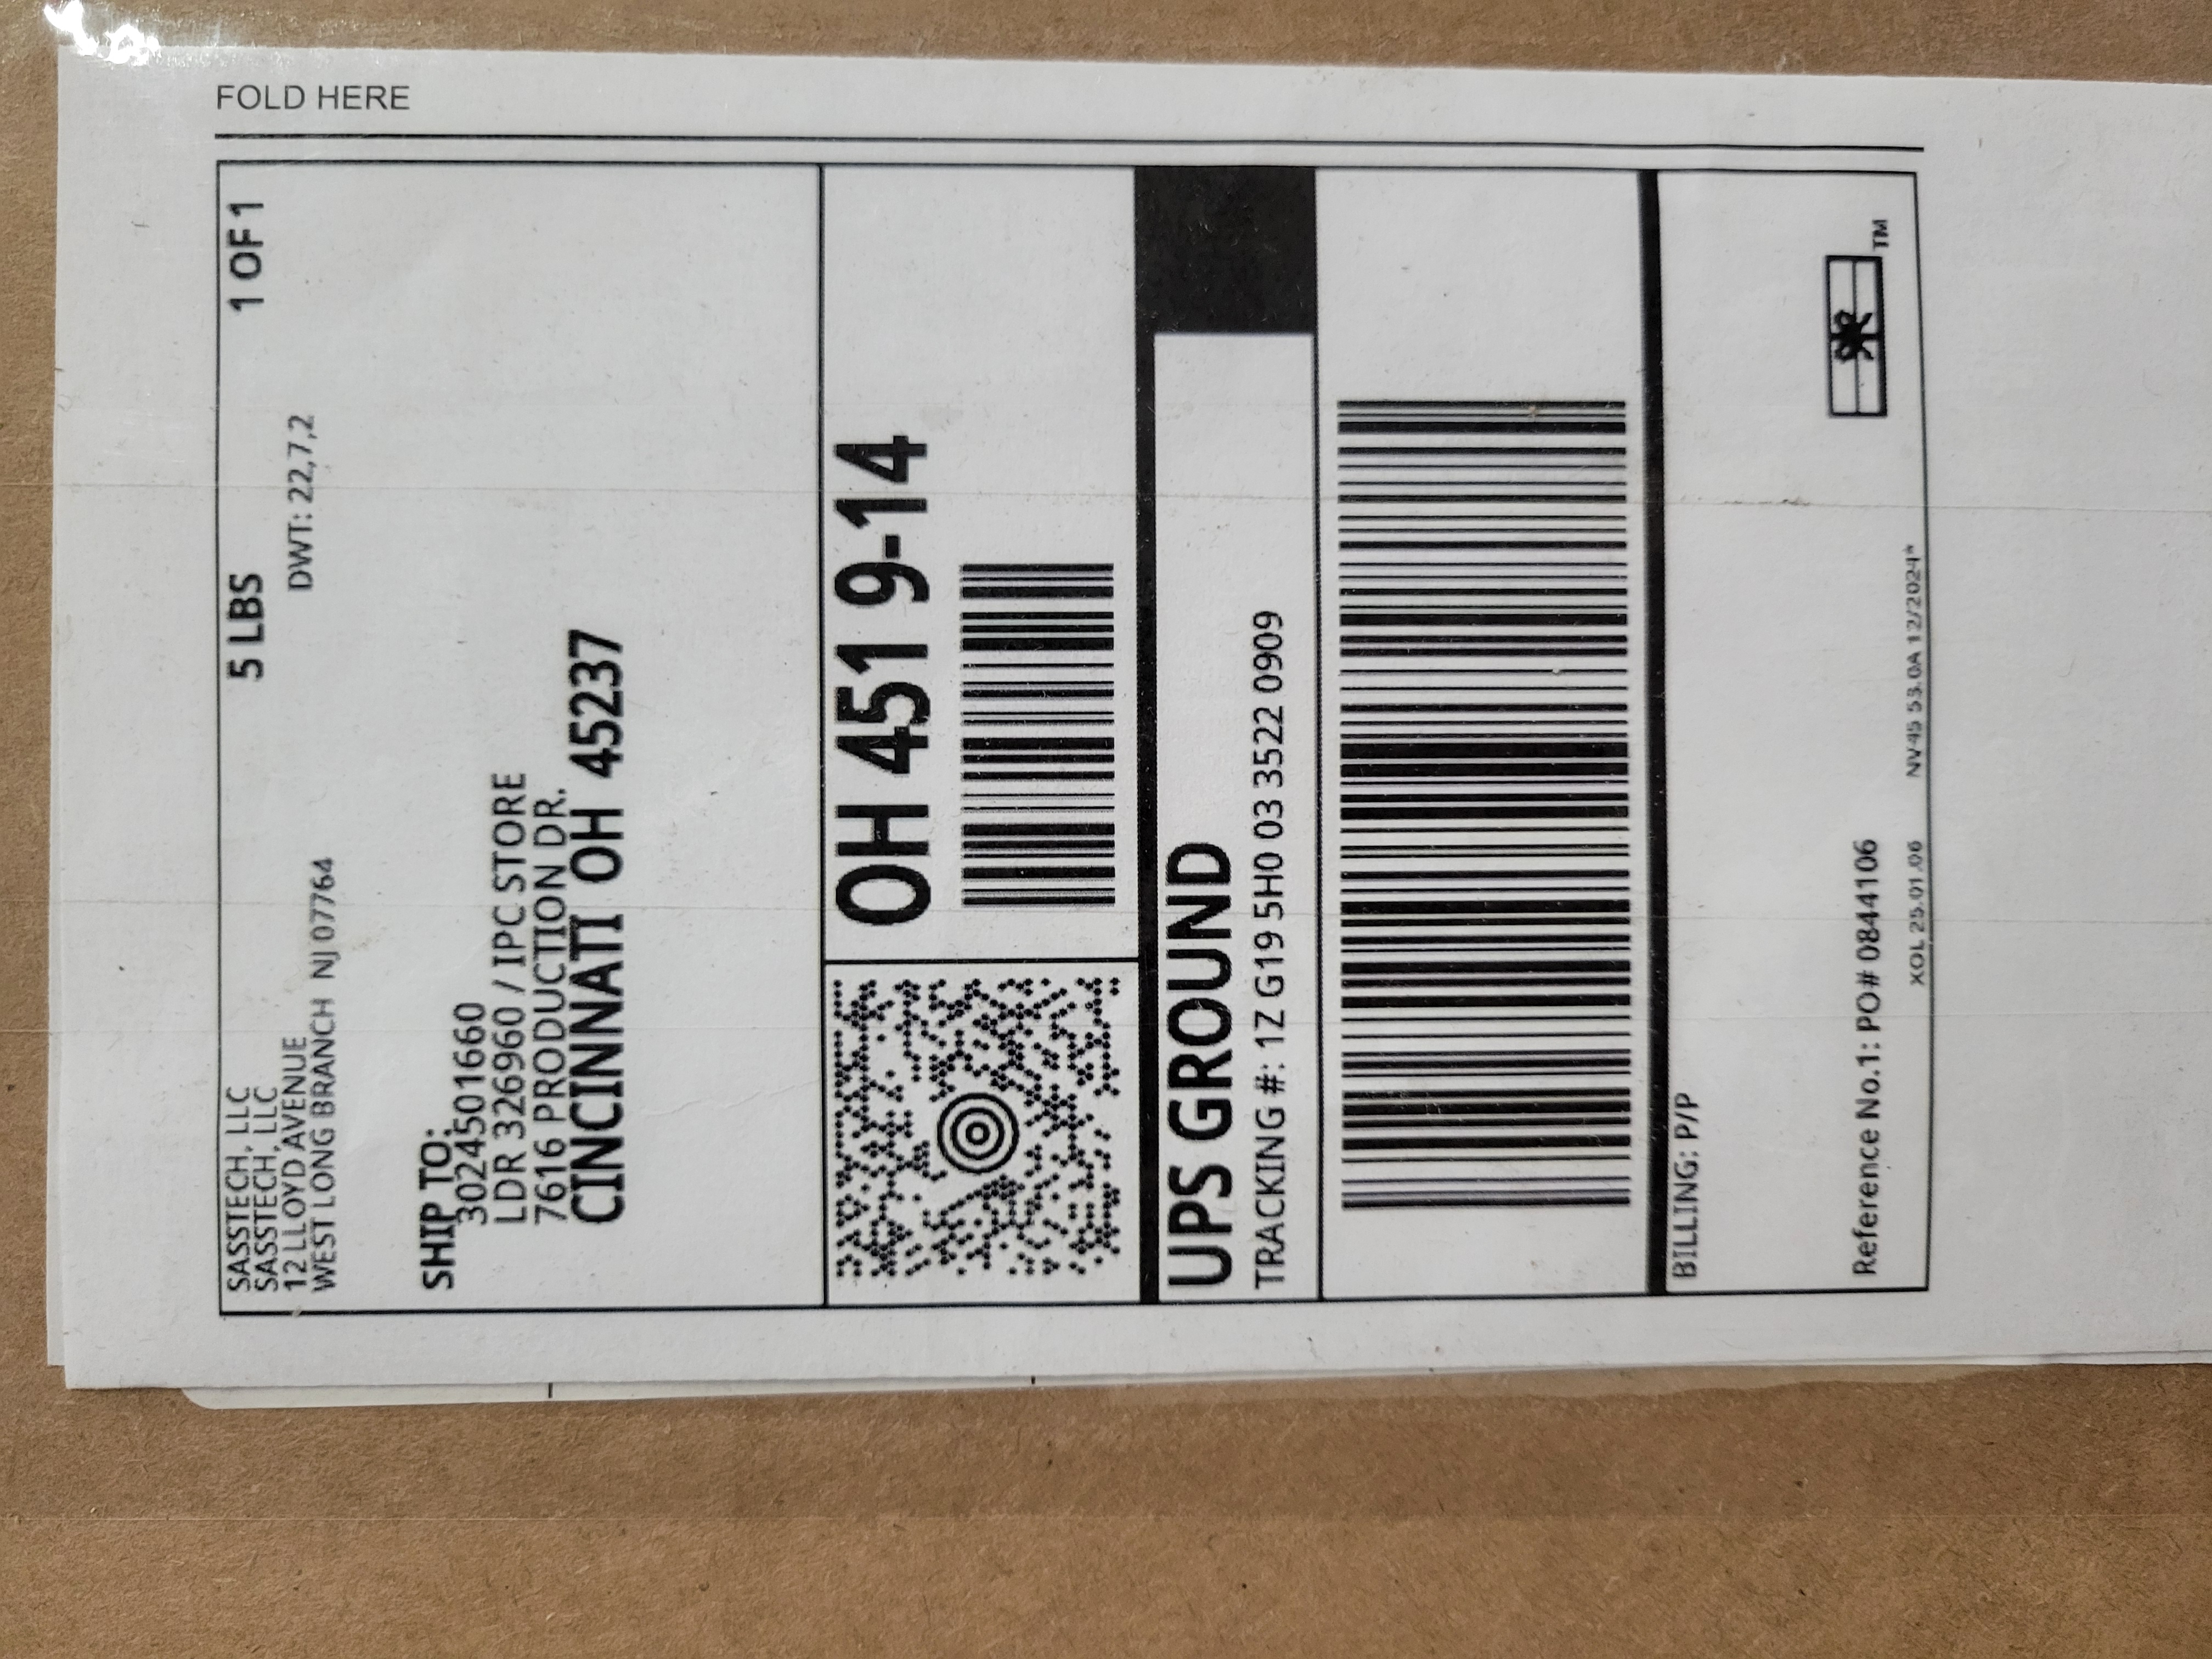 FOLD HERE
SASSTECH, LLC
SASSTECH, LLC
12 LLOYD AVENUE
WEST LONG BRANCH NJ 07764
5 LBS
1 OF 1
DWT: 22,7,2
SHIP TO:
3024501660
LDR 326960 / IPC STORE
7616 PRODUCTION DR.
CINCINNATI OH 45237
OH 451 9-14
UPS GROUND
TRACKING #: 1Z G19 5H0 03 3522 0909
BILLING: P/P
Reference No.1: PO# 0844106
XOL 25.01.06 NV45 53.0A 12/2024*
TM